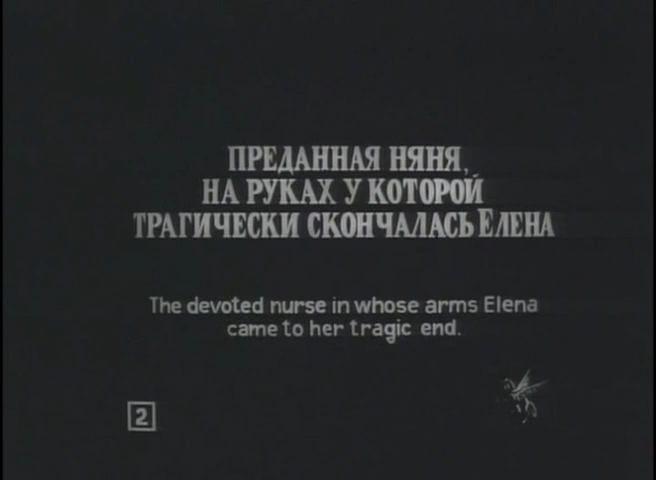 ПРЕДАННАЯ НЯНЯ,
НА РУКАХ У КОТОРОЙ
ТРАГИЧЕСКИ СКОНЧАЛАСЬ ЕЛЕНА
The devoted nurse in whose arms Elena
came to her tragic end.
2